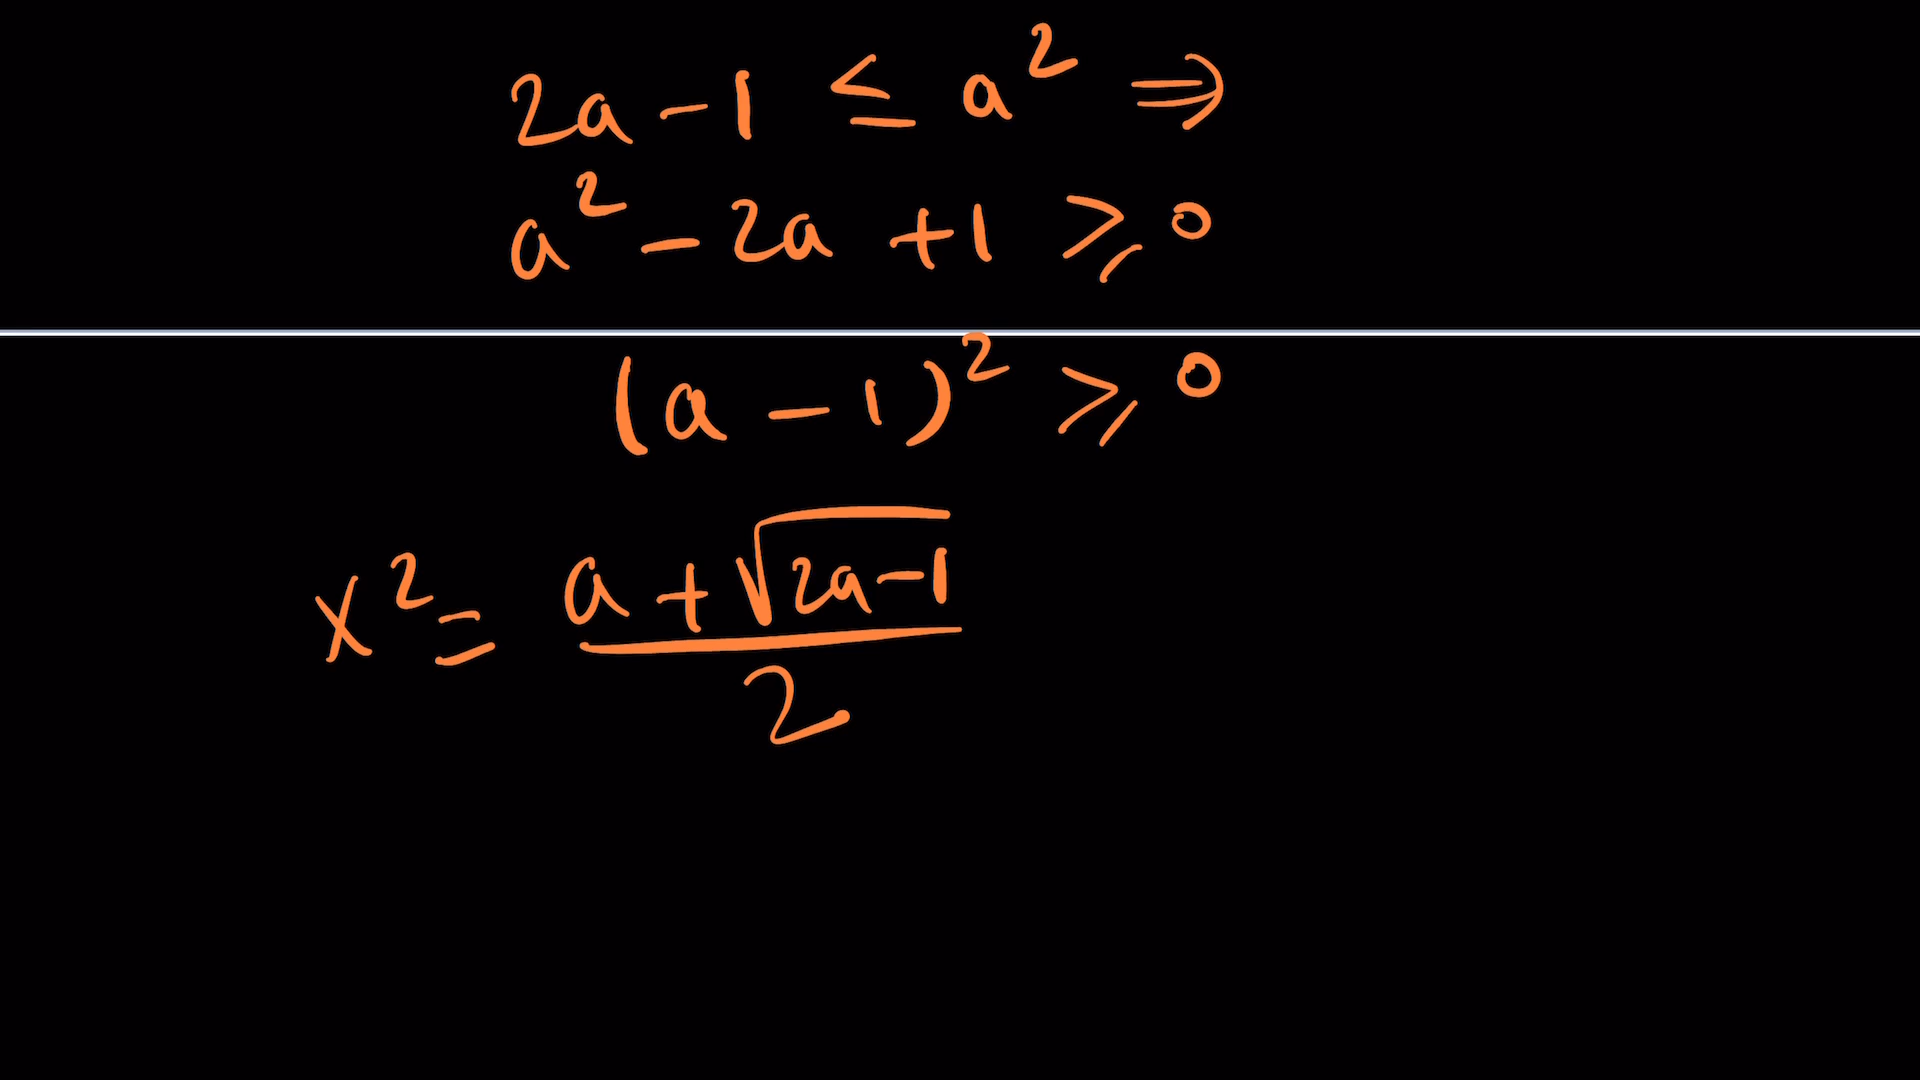 2a - 1 ≤ a² ⇒
a² - 2a + 1 ≥ 0
(a - 1)² ≥ 0
x² = (a + √(2a-1))/2